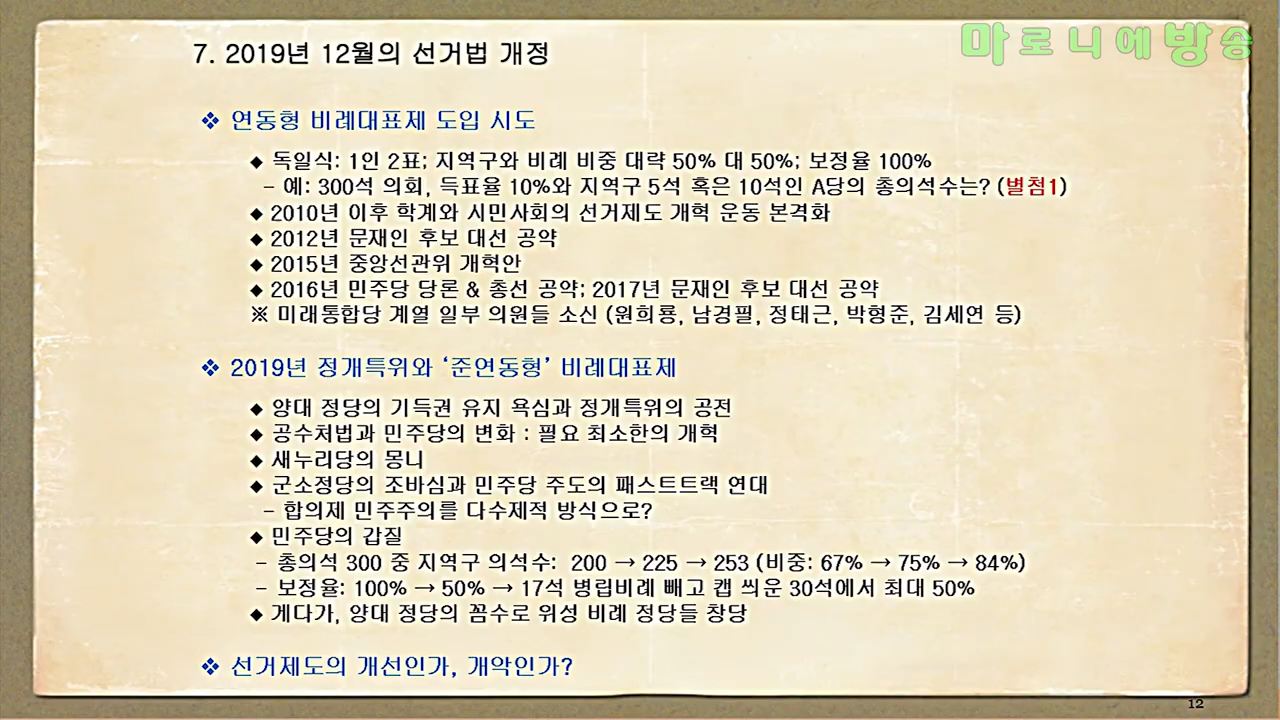 마로니에방송
7. 2019년 12월의 선거법 개정
❖ 연동형 비례대표제 도입 시도
◆ 독일식: 1인 2표; 지역구와 비례 비중 대략 50% 대 50%; 보정율 100%
– 예: 300석 의회, 득표율 10%와 지역구 5석 혹은 10석인 A당의 총의석수는? (별첨1)
◆ 2010년 이후 학계와 시민사회의 선거제도 개혁 운동 본격화
◆ 2012년 문재인 후보 대선 공약
◆ 2015년 중앙선관위 개혁안
◆ 2016년 민주당 당론 & 총선 공약; 2017년 문재인 후보 대선 공약
※ 미래통합당 계열 일부 의원들 소신 (원희룡, 남경필, 정태근, 박형준, 김세연 등)
❖ 2019년 정개특위와 ‘준연동형’ 비례대표제
◆ 양대 정당의 기득권 유지 욕심과 정개특위의 공전
◆ 공수처법과 민주당의 변화 : 필요 최소한의 개혁
◆ 새누리당의 몽니
◆ 군소정당의 조바심과 민주당 주도의 패스트트랙 연대
– 합의제 민주주의를 다수제적 방식으로?
◆ 민주당의 갑질
– 총의석 300 중 지역구 의석수: 200 → 225 → 253 (비중: 67% → 75% → 84%)
– 보정율: 100% → 50% → 17석 병립비례 빼고 캡 씌운 30석에서 최대 50%
◆ 게다가, 양대 정당의 꼼수로 위성 비례 정당들 창당
❖ 선거제도의 개선인가, 개악인가?
12